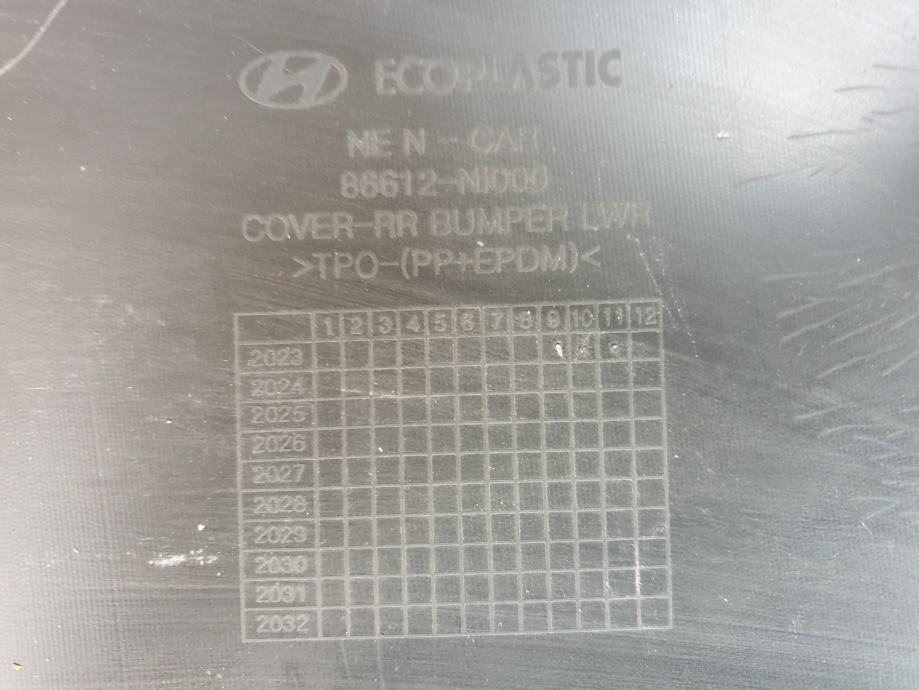 ECOPLASTIC
NE N - CAR
86612-NI000
COVER-RR BUMPER LWR
>TPO-(PP+EPDM)<
1 2 3 4 5 6 7 8 9 10 11 12
2023
2024
2025
2026
2027
2028
2029
2030
2031
2032